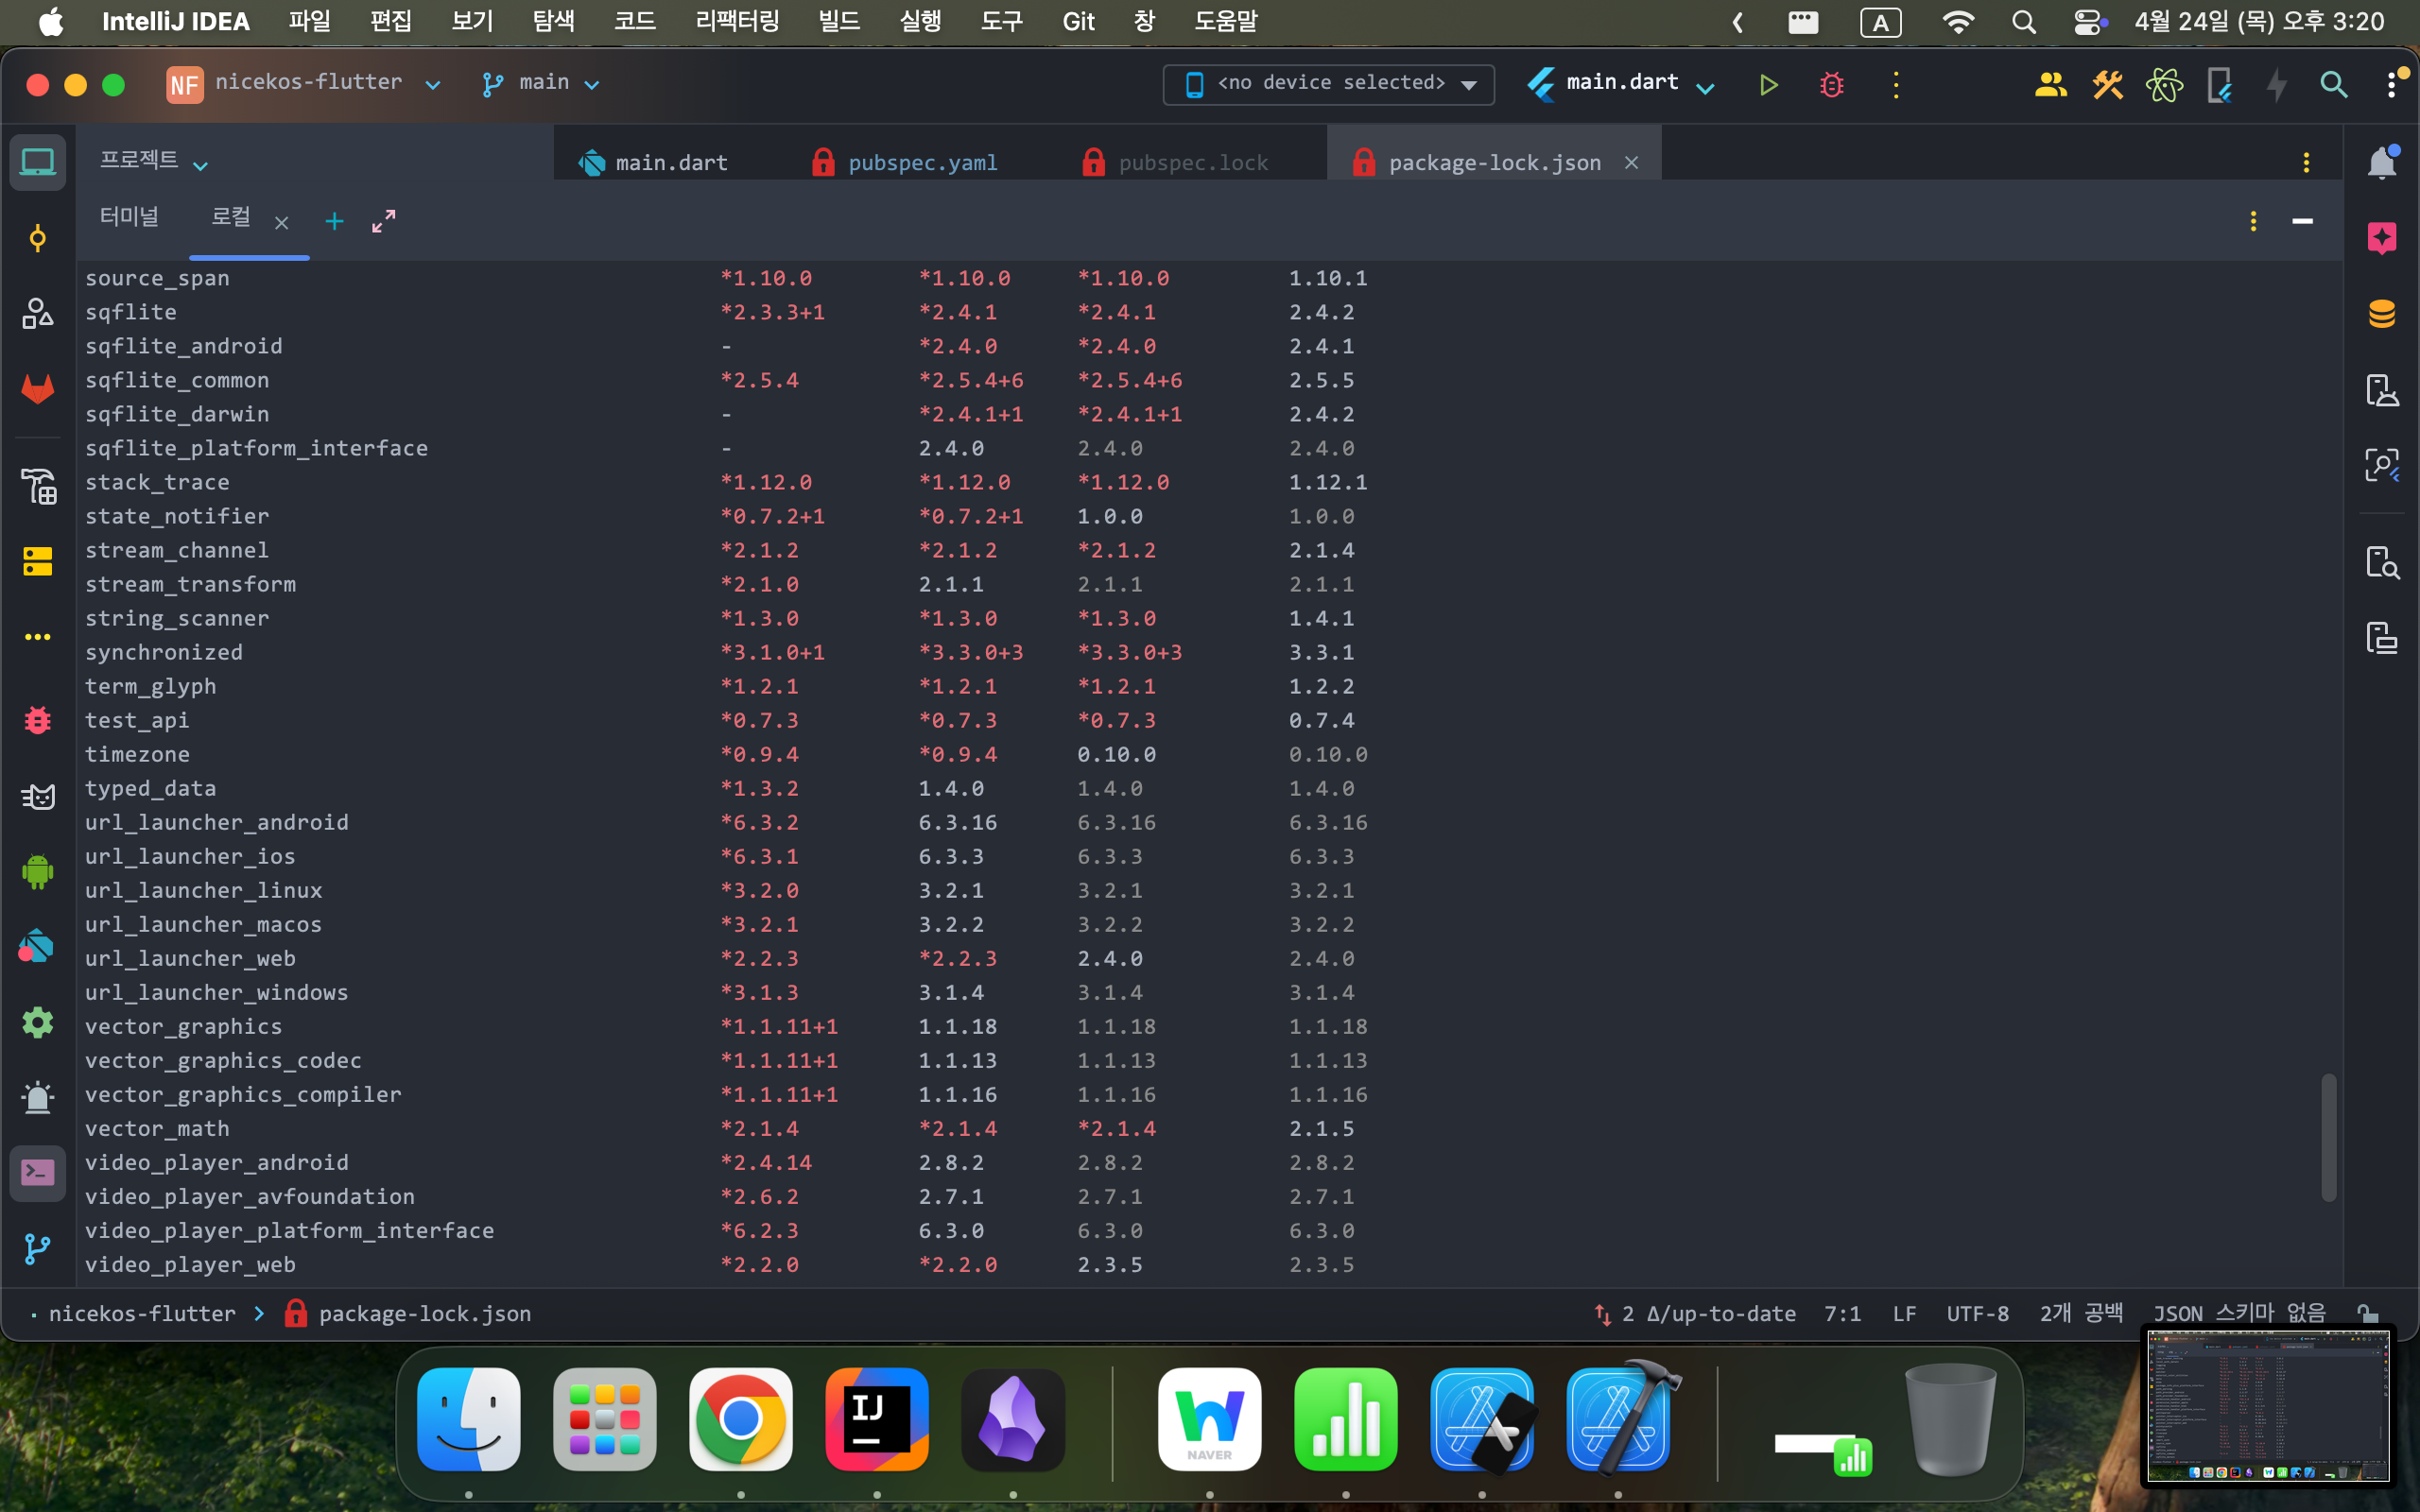 IntelliJ IDEA 파일 편집 보기 탐색 코드 리팩터링 빌드 실행 도구 Git 창 도움말 A 4월 24일 (목) 오후 3:20
NF nicekos-flutter main <no device selected> main.dart
프로젝트 main.dart pubspec.yaml pubspec.lock package-lock.json
터미널 로컬
source_span *1.10.0 *1.10.0 *1.10.0 1.10.1
sqflite *2.3.3+1 *2.4.1 *2.4.1 2.4.2
sqflite_android - *2.4.0 *2.4.0 2.4.1
sqflite_common *2.5.4 *2.5.4+6 *2.5.4+6 2.5.5
sqflite_darwin - *2.4.1+1 *2.4.1+1 2.4.2
sqflite_platform_interface - 2.4.0 2.4.0 2.4.0
stack_trace *1.12.0 *1.12.0 *1.12.0 1.12.1
state_notifier *0.7.2+1 *0.7.2+1 1.0.0 1.0.0
stream_channel *2.1.2 *2.1.2 *2.1.2 2.1.4
stream_transform *2.1.0 2.1.1 2.1.1 2.1.1
string_scanner *1.3.0 *1.3.0 *1.3.0 1.4.1
synchronized *3.1.0+1 *3.3.0+3 *3.3.0+3 3.3.1
term_glyph *1.2.1 *1.2.1 *1.2.1 1.2.2
test_api *0.7.3 *0.7.3 *0.7.3 0.7.4
timezone *0.9.4 *0.9.4 0.10.0 0.10.0
typed_data *1.3.2 1.4.0 1.4.0 1.4.0
url_launcher_android *6.3.2 6.3.16 6.3.16 6.3.16
url_launcher_ios *6.3.1 6.3.3 6.3.3 6.3.3
url_launcher_linux *3.2.0 3.2.1 3.2.1 3.2.1
url_launcher_macos *3.2.1 3.2.2 3.2.2 3.2.2
url_launcher_web *2.2.3 *2.2.3 2.4.0 2.4.0
url_launcher_windows *3.1.3 3.1.4 3.1.4 3.1.4
vector_graphics *1.1.11+1 1.1.18 1.1.18 1.1.18
vector_graphics_codec *1.1.11+1 1.1.13 1.1.13 1.1.13
vector_graphics_compiler *1.1.11+1 1.1.16 1.1.16 1.1.16
vector_math *2.1.4 *2.1.4 *2.1.4 2.1.5
video_player_android *2.4.14 2.8.2 2.8.2 2.8.2
video_player_avfoundation *2.6.2 2.7.1 2.7.1 2.7.1
video_player_platform_interface *6.2.3 6.3.0 6.3.0 6.3.0
video_player_web *2.2.0 *2.2.0 2.3.5 2.3.5
nicekos-flutter package-lock.json 2 Δ/up-to-date 7:1 LF UTF-8 2개 공백 JSON 스키마 없음
IJ NAVER